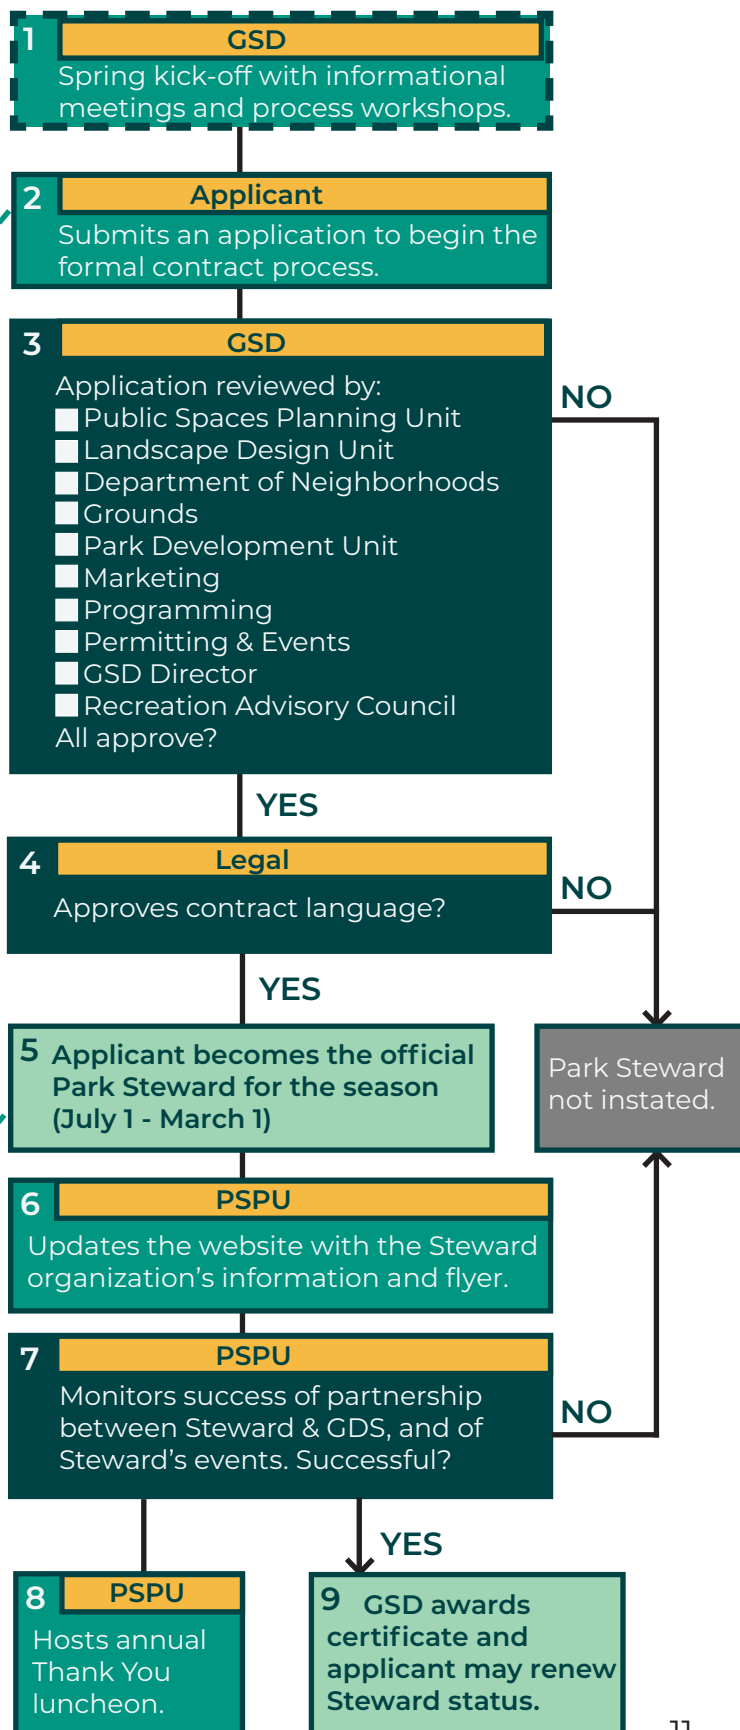 1
GSD
Spring kick-off with informational
meetings and process workshops.
2
Applicant
Submits an application to begin the
formal contract process.
3
GSD
Application reviewed by:
Public Spaces Planning Unit
Landscape Design Unit
Department of Neighborhoods
Grounds
Park Development Unit
Marketing
Programming
Permitting & Events
GSD Director
Recreation Advisory Council
All approve?
NO
YES
4
Legal
Approves contract language?
NO
YES
5 Applicant becomes the official
Park Steward for the season
(July 1 - March 1)
Park Steward
not instated.
6
PSPU
Updates the website with the Steward
organization's information and flyer.
7
PSPU
Monitors success of partnership
between Steward & GDS, and of
Steward's events. Successful?
NO
YES
8
PSPU
Hosts annual
Thank You
luncheon.
9 GSD awards
certificate and
applicant may renew
Steward status.
11